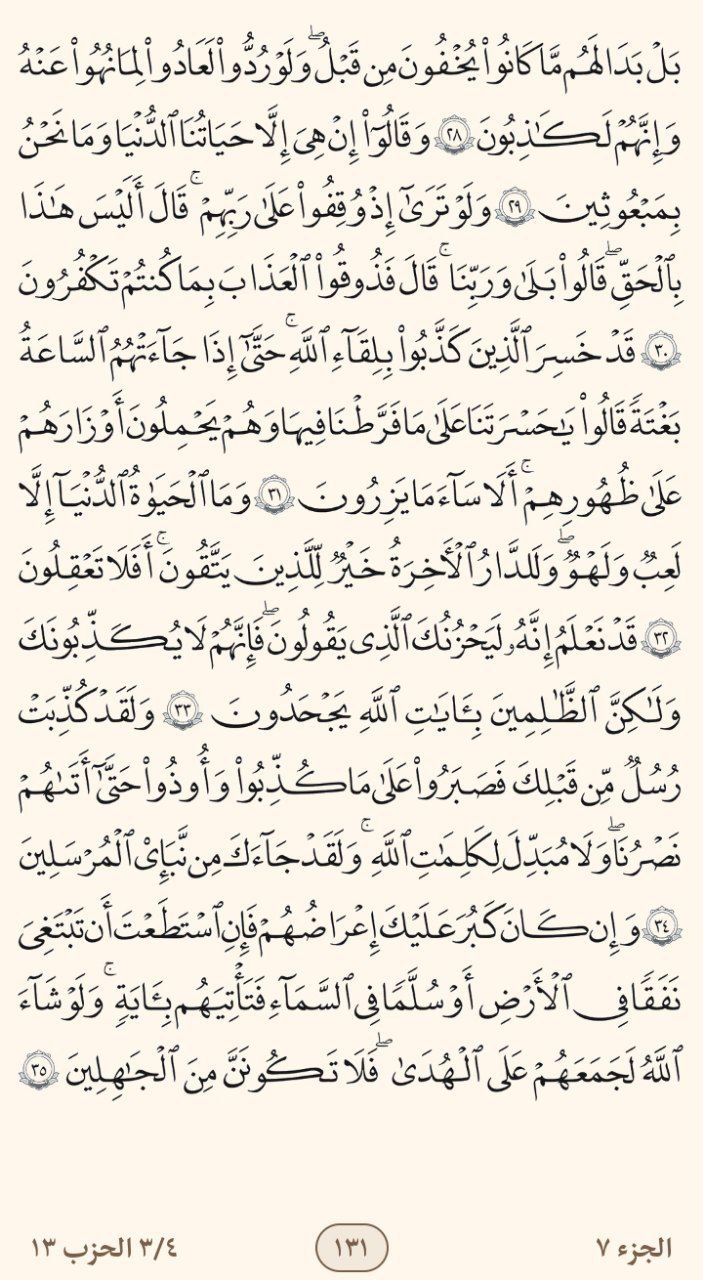 بَلۡ بَدَا لَهُم مَّا كَانُواْ يُخۡفُونَ مِن قَبۡلُۖ وَلَوۡ رُدُّواْ لَعَادُواْ لِمَا نُهُواْ عَنۡهُ
وَإِنَّهُمۡ لَكَٰذِبُونَ ٢٨ وَقَالُوٓاْ إِنۡ هِيَ إِلَّا حَيَاتُنَا ٱلدُّنۡيَا وَمَا نَحۡنُ
بِمَبۡعُوثِينَ ٢٩ وَلَوۡ تَرَىٰٓ إِذۡ وُقِفُواْ عَلَىٰ رَبِّهِمۡۚ قَالَ أَلَيۡسَ هَٰذَا
بِٱلۡحَقِّۖ قَالُواْ بَلَىٰ وَرَبِّنَاۚ قَالَ فَذُوقُواْ ٱلۡعَذَابَ بِمَا كُنتُمۡ تَكۡفُرُونَ
٣٠ قَدۡ خَسِرَ ٱلَّذِينَ كَذَّبُواْ بِلِقَآءِ ٱللَّهِۚ حَتَّىٰٓ إِذَا جَآءَتۡهُمُ ٱلسَّاعَةُ
بَغۡتَةٗ قَالُواْ يَٰحَسۡرَتَنَا عَلَىٰ مَا فَرَّطۡنَا فِيهَا وَهُمۡ يَحۡمِلُونَ أَوۡزَارَهُمۡ
عَلَىٰ ظُهُورِهِمۡۚ أَلَا سَآءَ مَا يَزِرُونَ ٣١ وَمَا ٱلۡحَيَوٰةُ ٱلدُّنۡيَآ إِلَّا
لَعِبٞ وَلَهۡوٞۖ وَلَلدَّارُ ٱلۡأٓخِرَةُ خَيۡرٞ لِّلَّذِينَ يَتَّقُونَۚ أَفَلَا تَعۡقِلُونَ
٣٢ قَدۡ نَعۡلَمُ إِنَّهُۥ لَيَحۡزُنُكَ ٱلَّذِي يَقُولُونَۖ فَإِنَّهُمۡ لَا يُكَذِّبُونَكَ
وَلَٰكِنَّ ٱلظَّٰلِمِينَ بِـَٔايَٰتِ ٱللَّهِ يَجۡحَدُونَ ٣٣ وَلَقَدۡ كُذِّبَتۡ
رُسُلٞ مِّن قَبۡلِكَ فَصَبَرُواْ عَلَىٰ مَا كُذِّبُواْ وَأُوذُواْ حَتَّىٰٓ أَتَىٰهُمۡ
نَصۡرُنَاۖ وَلَا مُبَدِّلَ لِكَلِمَٰتِ ٱللَّهِۚ وَلَقَدۡ جَآءَكَ مِن نَّبَإِيْ ٱلۡمُرۡسَلِينَ
٣٤ وَإِن كَانَ كَبُرَ عَلَيۡكَ إِعۡرَاضُهُمۡ فَإِنِ ٱسۡتَطَعۡتَ أَن تَبۡتَغِيَ
نَفَقٗا فِي ٱلۡأَرۡضِ أَوۡ سُلَّمٗا فِي ٱلسَّمَآءِ فَتَأۡتِيَهُم بِـَٔايَةٖۚ وَلَوۡ شَآءَ
ٱللَّهُ لَجَمَعَهُمۡ عَلَى ٱلۡهُدَىٰۚ فَلَا تَكُونَنَّ مِنَ ٱلۡجَٰهِلِينَ ٣٥
الجزء ٧ ١٣١ ٣/٤ الحزب ١٣